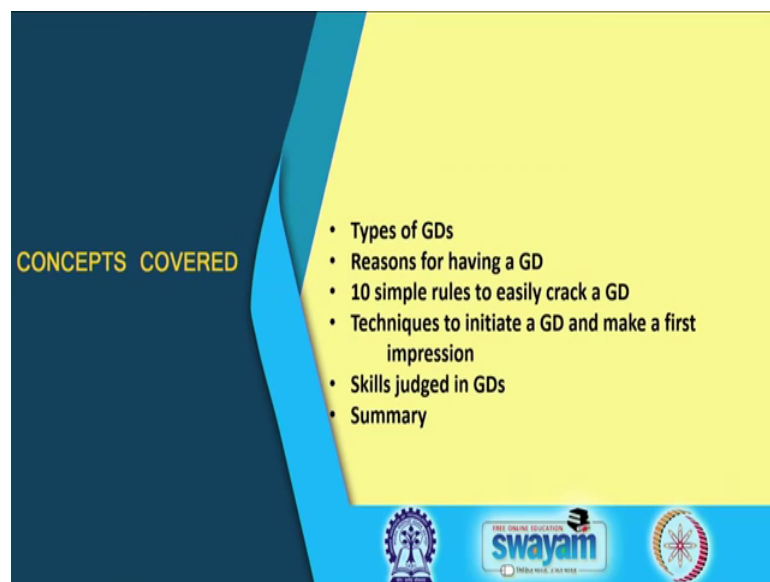 CONCEPTS COVERED
• Types of GDs
• Reasons for having a GD
• 10 simple rules to easily crack a GD
• Techniques to initiate a GD and make a first
impression
• Skills judged in GDs
• Summary
FREE ONLINE EDUCATION
swayam